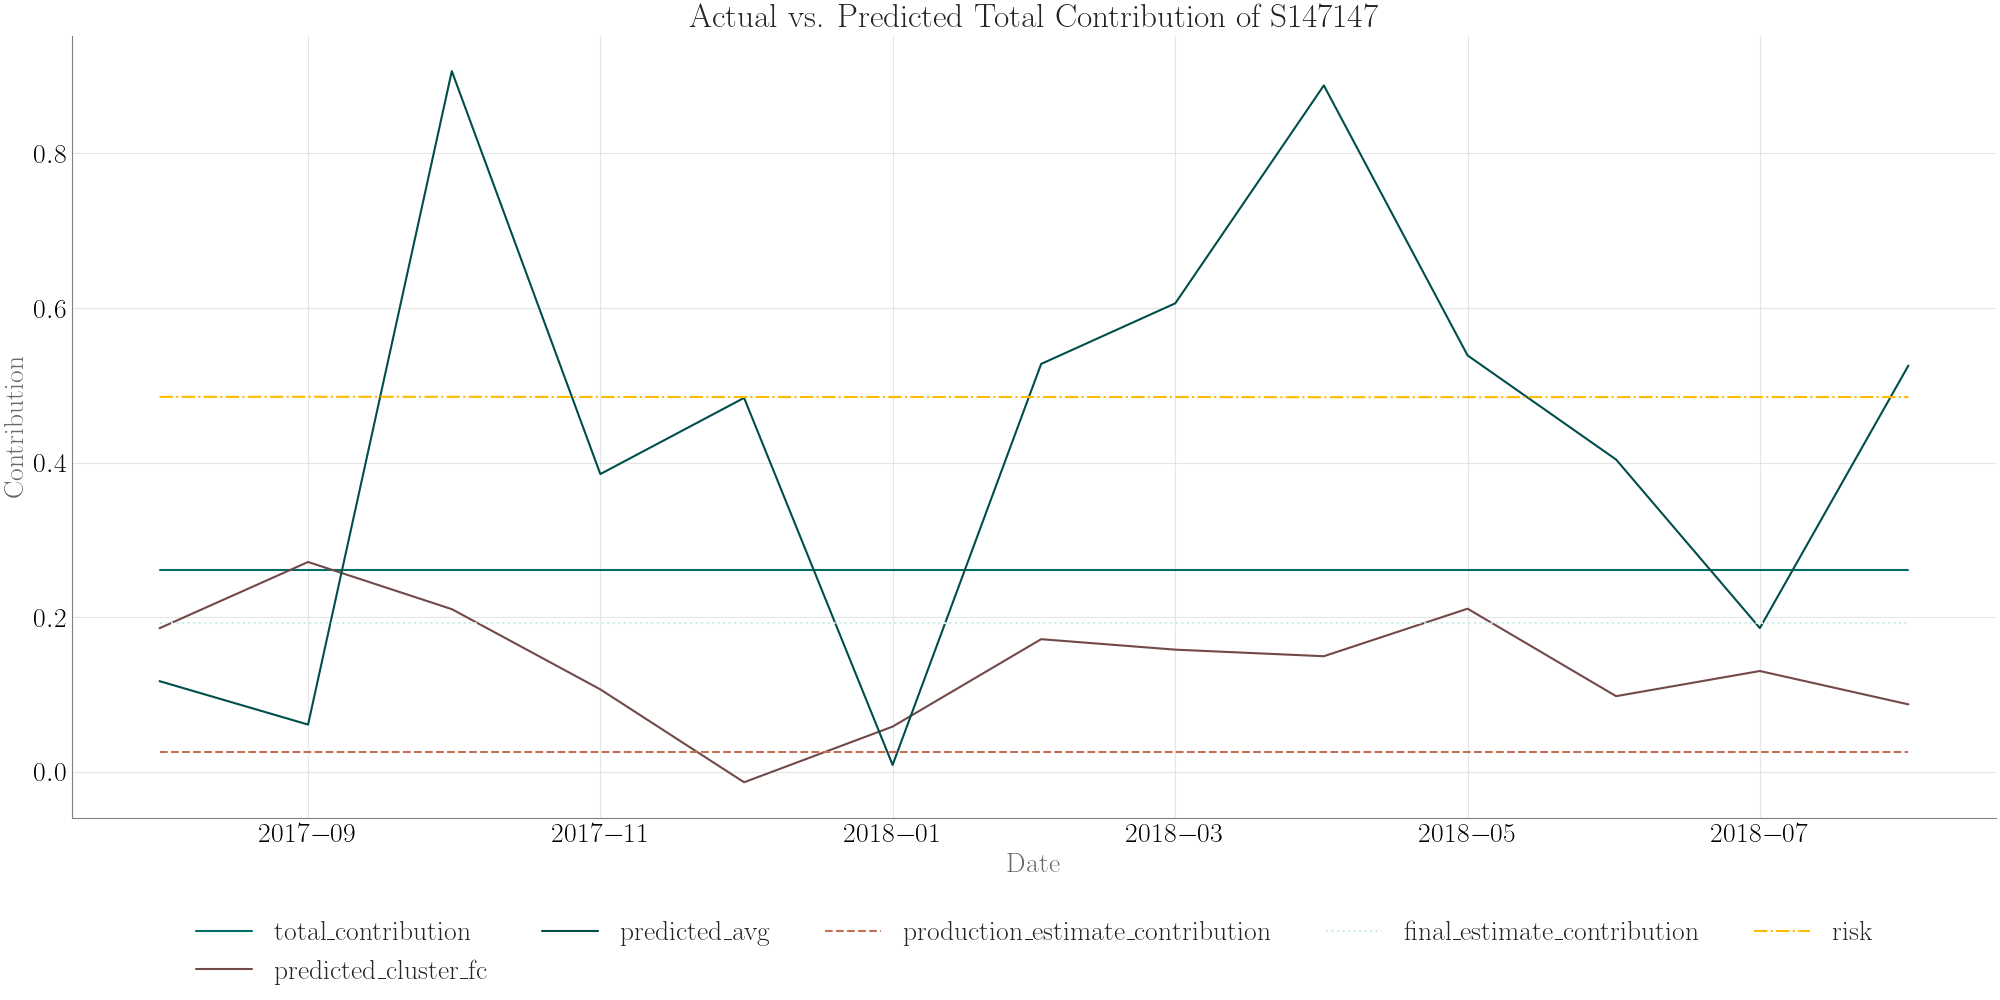 Actual vs. Predicted Total Contribution of S147147
Contribution
0.8
0.6
0.4
0.2
0.0
2017–09 2017–11 2018–01 2018–03 2018–05 2018–07
Date
total_contribution predicted_avg production_estimate_contribution final_estimate_contribution risk
predicted_cluster_fc